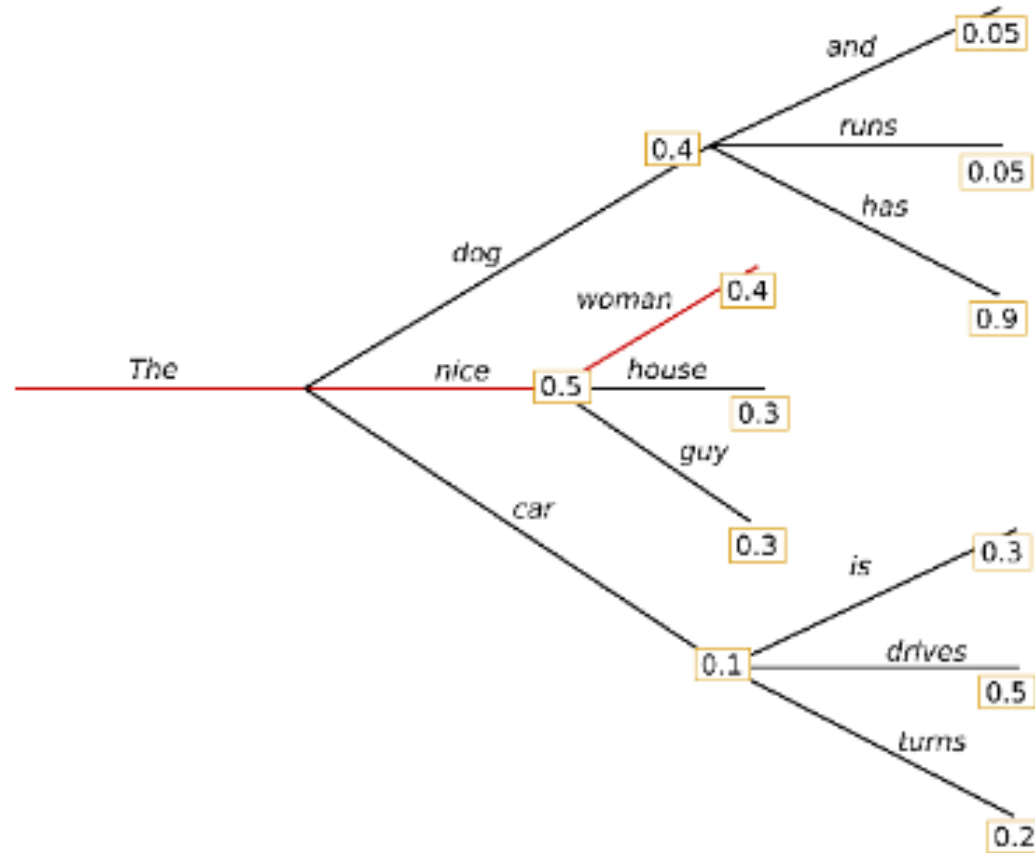 and
0.05
runs
0.4
0.05
has
dog
woman
0.4
0.9
The
nice
0.5
house
0.3
guy
car
0.3
is
0.3
drives
0.1
0.5
turns
0.2